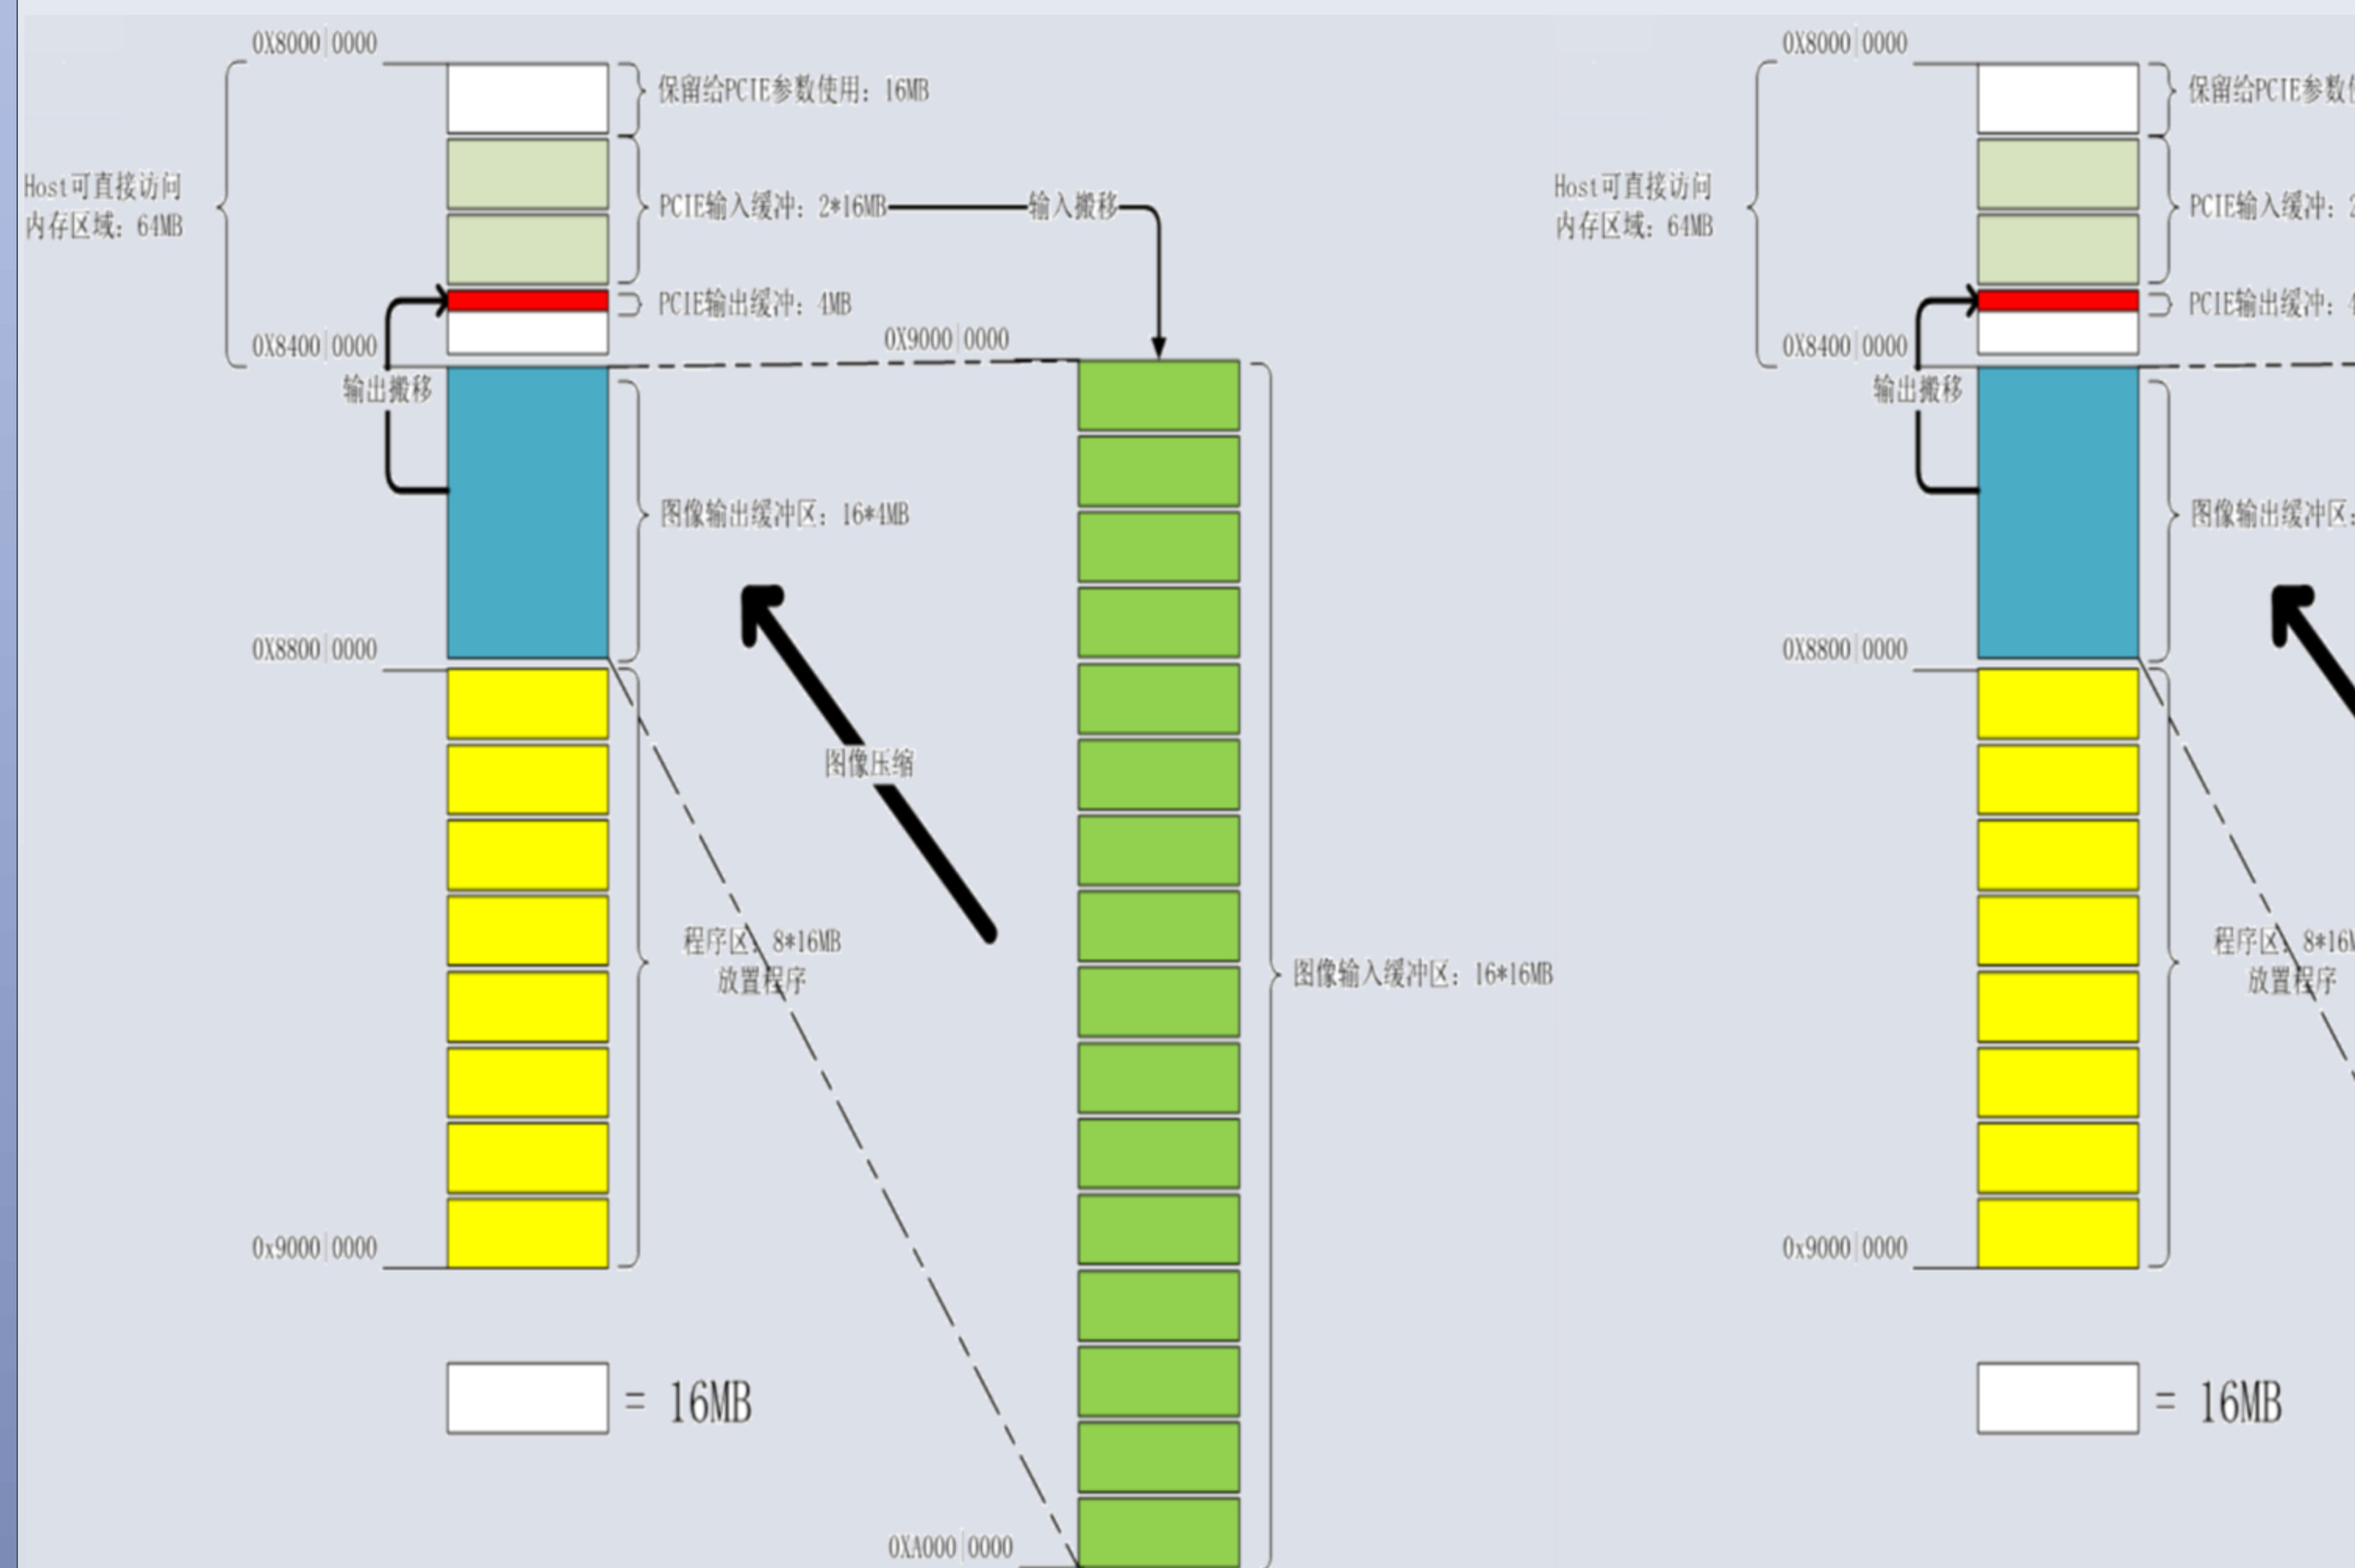 0X8000|0000
保留给PCIE参数使用：16MB
Host可直接访问
内存区域：64MB
PCIE输入缓冲：2*16MB
输入搬移
PCIE输出缓冲：4MB
0X8400|0000
0X9000|0000
输出搬移
图像输出缓冲区：16*4MB
0X8800|0000
图像压缩
程序区：8*16MB
放置程序
图像输入缓冲区：16*16MB
0x9000|0000
= 16MB
0XA000|0000
0X8000|0000
保留给PCIE参数
Host可直接访问
内存区域：64MB
PCIE输入缓冲：2
PCIE输出缓冲：
0X8400|0000
输出搬移
图像输出缓冲区：
0X8800|0000
程序区：8*16
放置程序
0x9000|0000
= 16MB